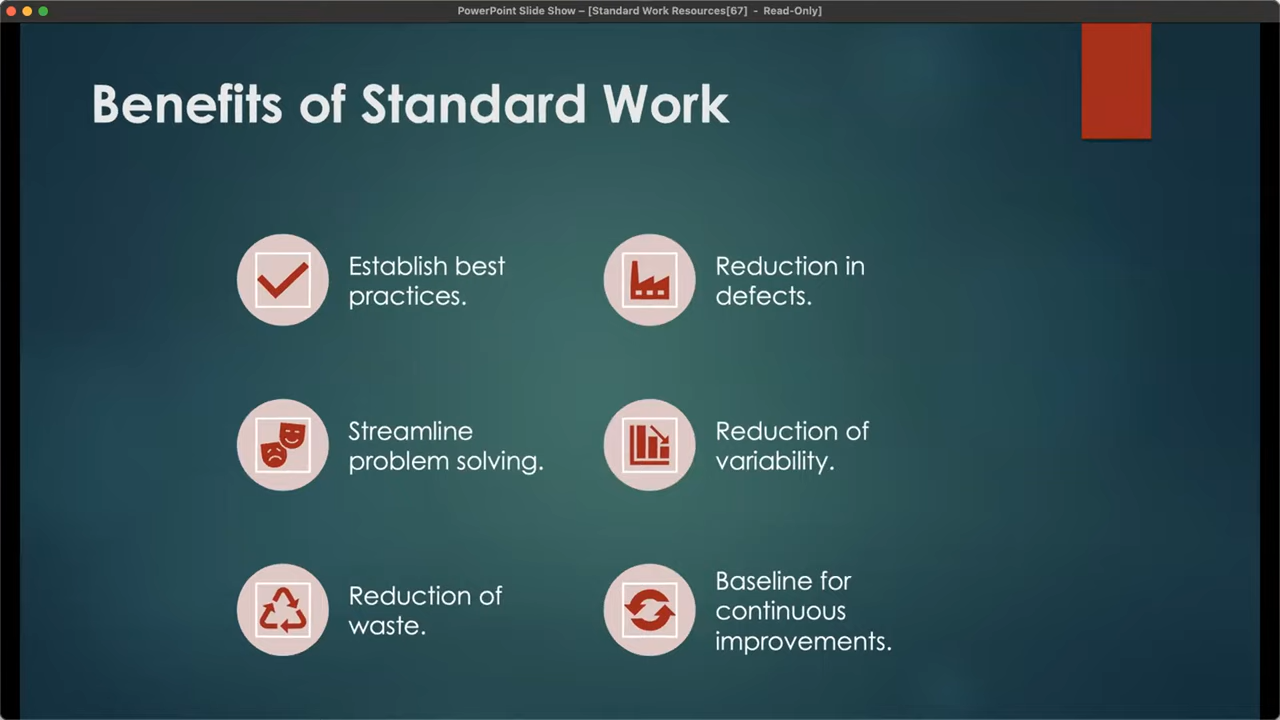 PowerPoint Slide Show – [Standard Work Resources[67] - Read-Only]
Benefits of Standard Work
Establish best
practices.
Reduction in
defects.
Streamline
problem solving.
Reduction of
variability.
Reduction of
waste.
Baseline for
continuous
improvements.